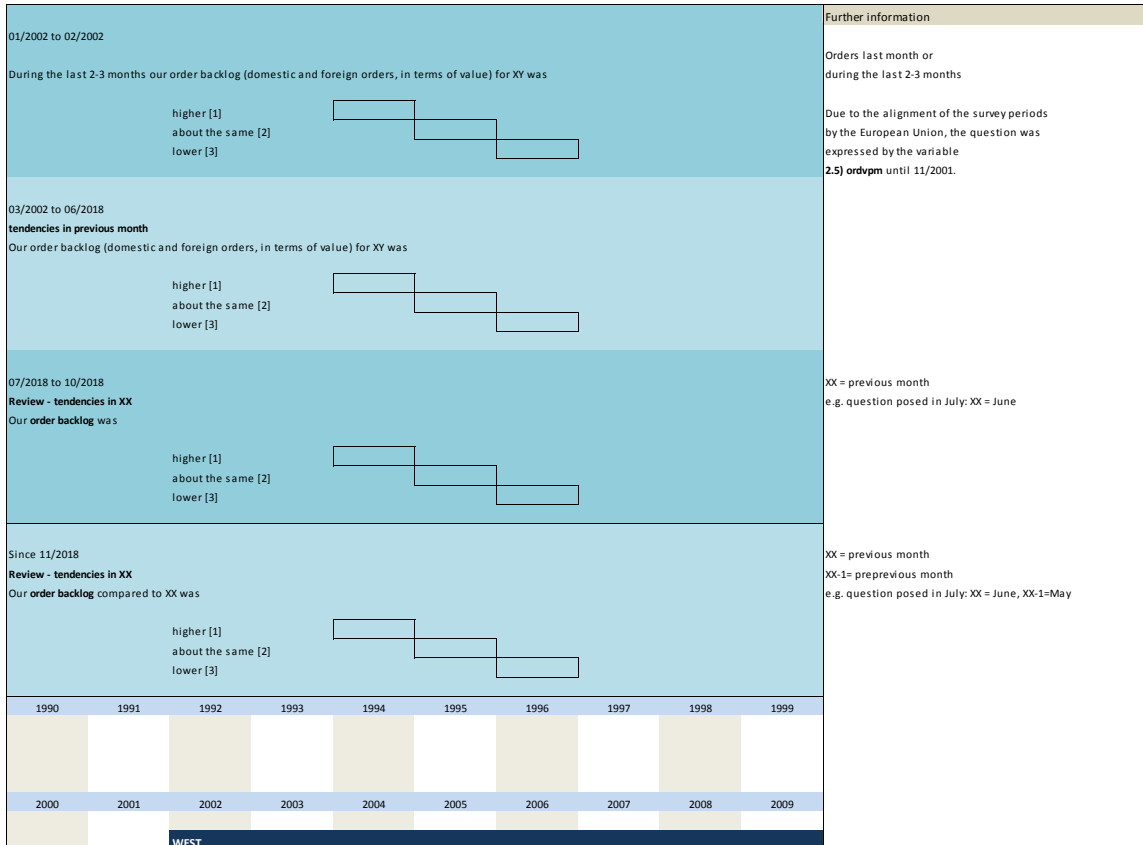 Further information
01/2002 to 02/2002
Orders last month or
during the last 2-3 months
During the last 2-3 months our order backlog (domestic and foreign orders, in terms of value) for XY was
higher [1]
about the same [2]
lower [3]
Due to the alignment of the survey periods
by the European Union, the question was
expressed by the variable
2.5) ordvpm until 11/2001.
03/2002 to 06/2018
tendencies in previous month
Our order backlog (domestic and foreign orders, in terms of value) for XY was
higher [1]
about the same [2]
lower [3]
07/2018 to 10/2018
Review - tendencies in XX
Our order backlog was
XX = previous month
e.g. question posed in July: XX = June
higher [1]
about the same [2]
lower [3]
Since 11/2018
Review - tendencies in XX
Our order backlog compared to XX was
XX = previous month
XX-1= preprevious month
e.g. question posed in July: XX = June, XX-1=May
higher [1]
about the same [2]
lower [3]
1990 1991 1992 1993 1994 1995 1996 1997 1998 1999
2000 2001 2002 2003 2004 2005 2006 2007 2008 2009
WEST